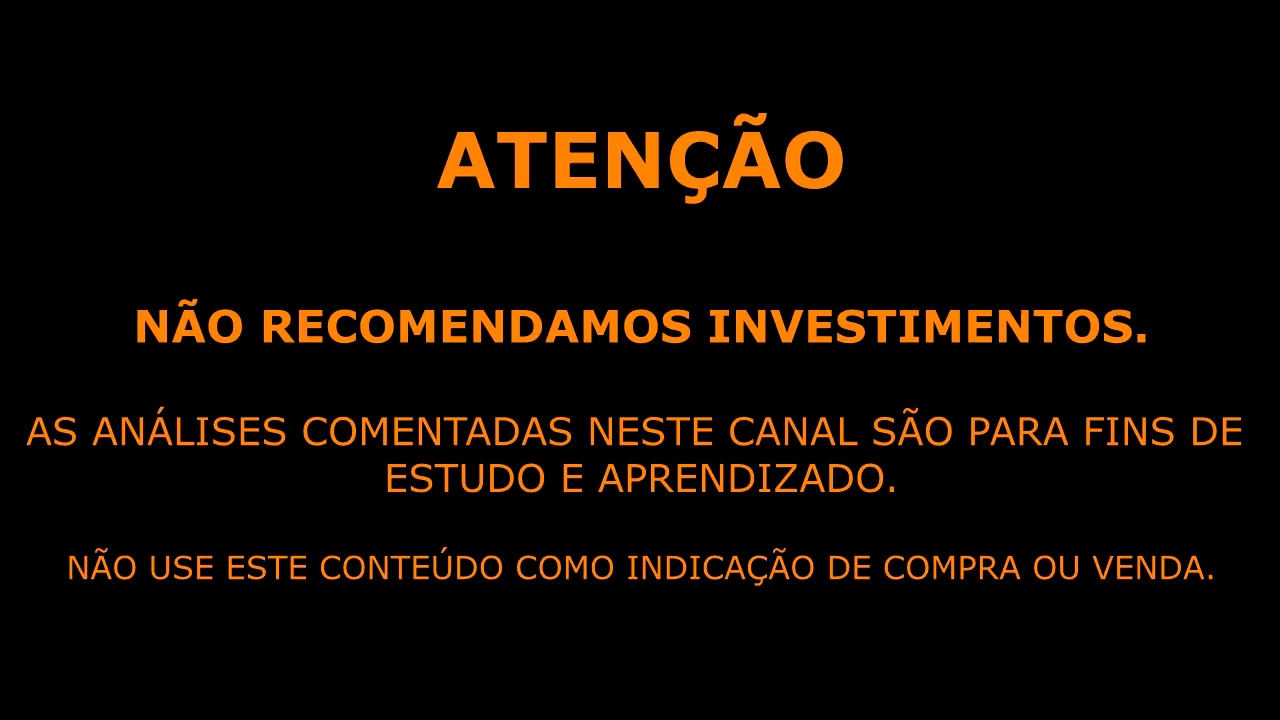 ATENÇÃO
NÃO RECOMENDAMOS INVESTIMENTOS.
AS ANÁLISES COMENTADAS NESTE CANAL SÃO PARA FINS DE
ESTUDO E APRENDIZADO.
NÃO USE ESTE CONTEÚDO COMO INDICAÇÃO DE COMPRA OU VENDA.